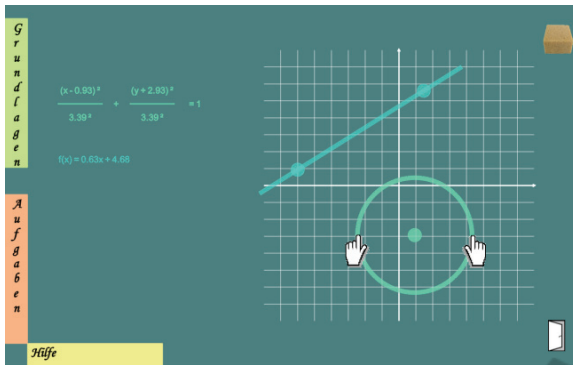 Grundlagen
(x - 0.93)² (y + 2.93)²
+ = 1
3.39² 3.39²
f(x) = 0.63x + 4.68
Aufgaben
Hilfe